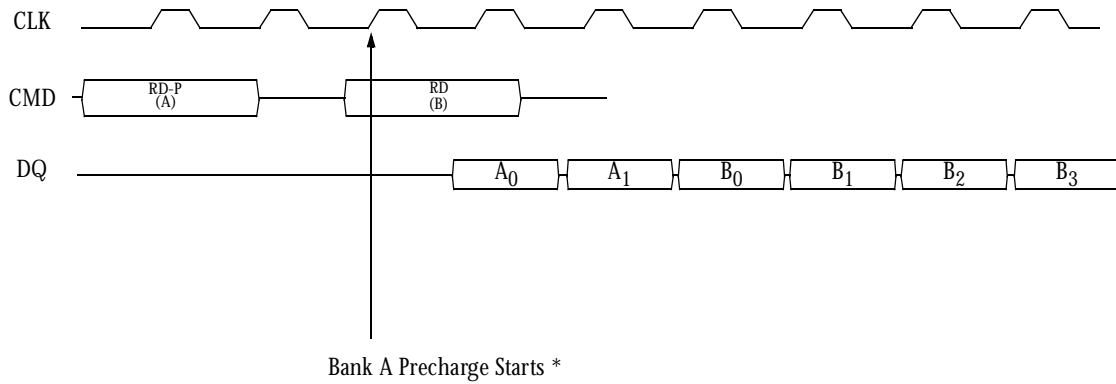 CLK
CMD
RD-P
(A)
RD
(B)
DQ
A0
A1
B0
B1
B2
B3
Bank A Precharge Starts *